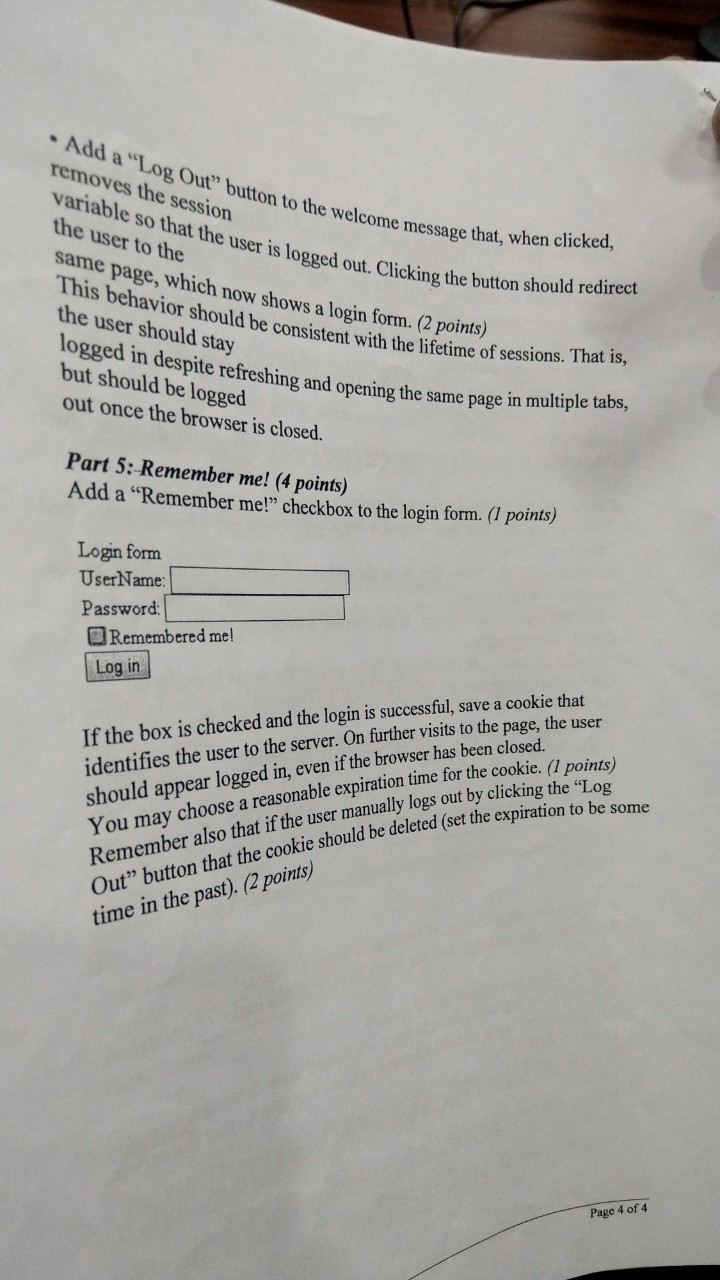 • Add a “Log Out” button to the welcome message that, when clicked,
removes the session
variable so that the user is logged out. Clicking the button should redirect
the user to the
same page, which now shows a login form. (2 points)
This behavior should be consistent with the lifetime of sessions. That is,
the user should stay
logged in despite refreshing and opening the same page in multiple tabs,
but should be logged
out once the browser is closed.
Part 5: Remember me! (4 points)
Add a “Remember me!” checkbox to the login form. (1 points)
Login form
UserName:
Password:
Remembered me!
Log in
If the box is checked and the login is successful, save a cookie that
identifies the user to the server. On further visits to the page, the user
should appear logged in, even if the browser has been closed.
You may choose a reasonable expiration time for the cookie. (1 points)
Remember also that if the user manually logs out by clicking the “Log
Out” button that the cookie should be deleted (set the expiration to be some
time in the past). (2 points)
Page 4 of 4